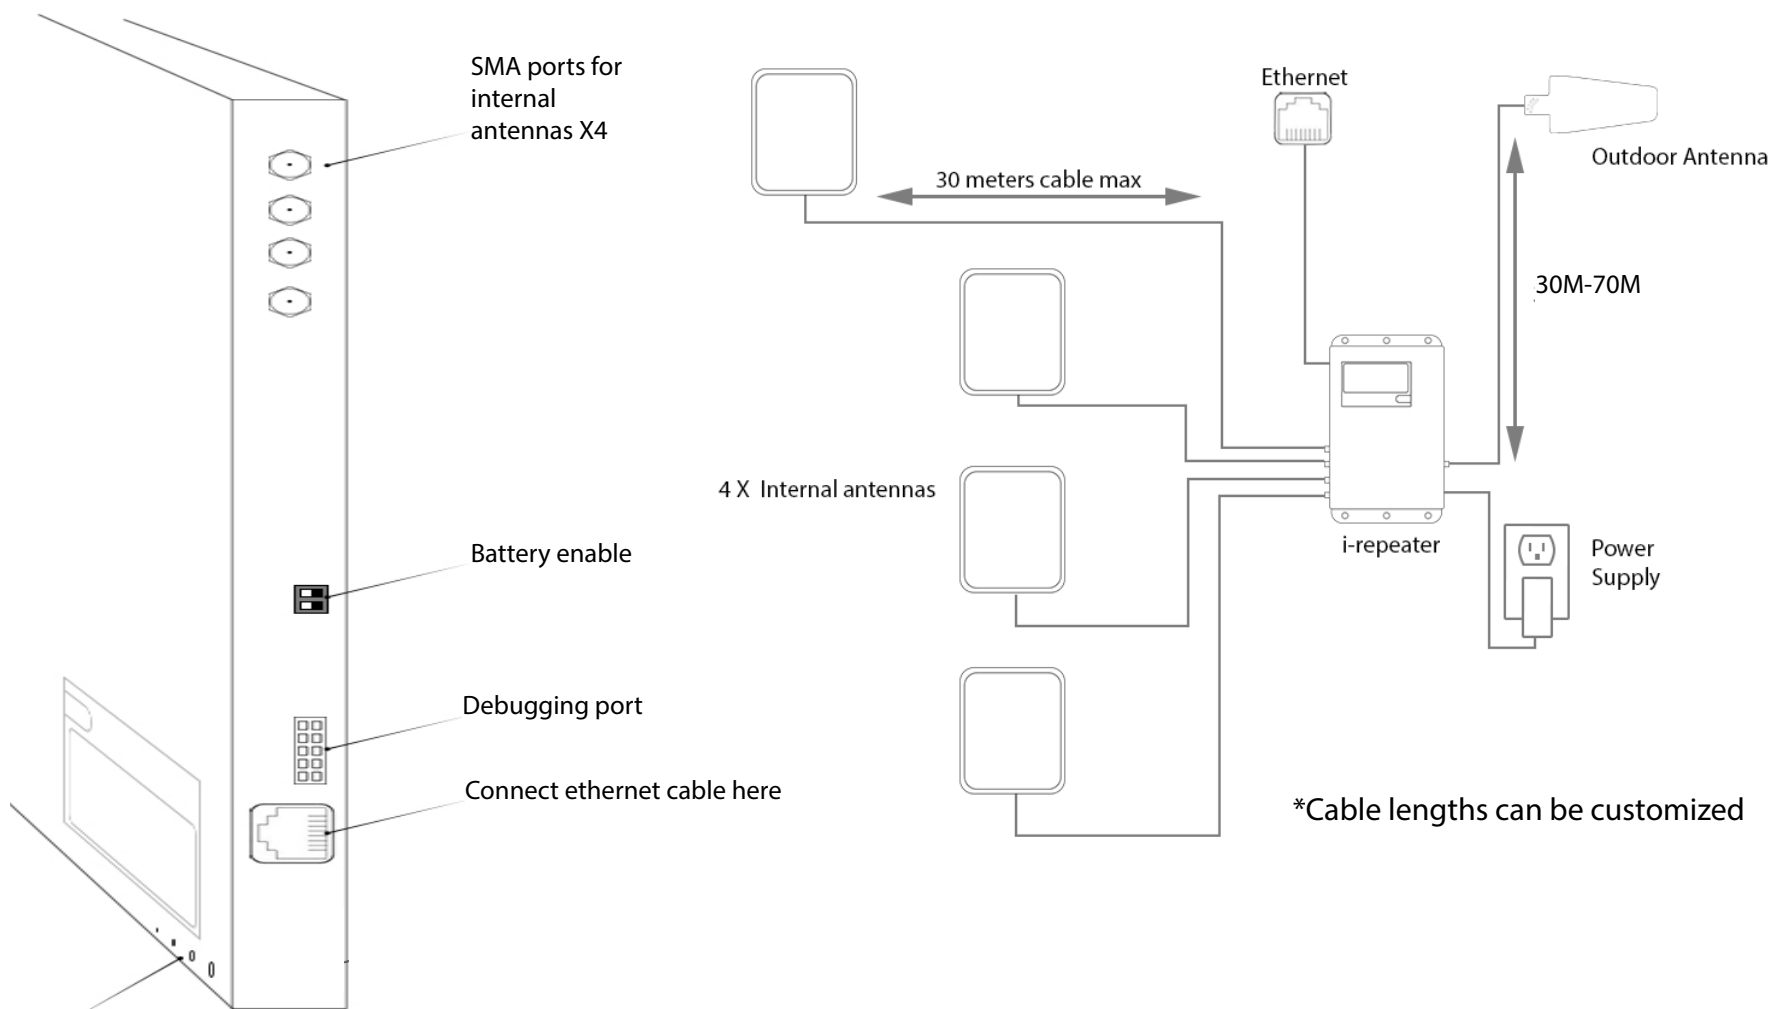 SMA ports for
internal
antennas X4
Battery enable
Debugging port
Connect ethernet cable here
Ethernet
Outdoor Antenna
30 meters cable max
30M-70M
4 X Internal antennas
i-repeater
Power
Supply
*Cable lengths can be customized